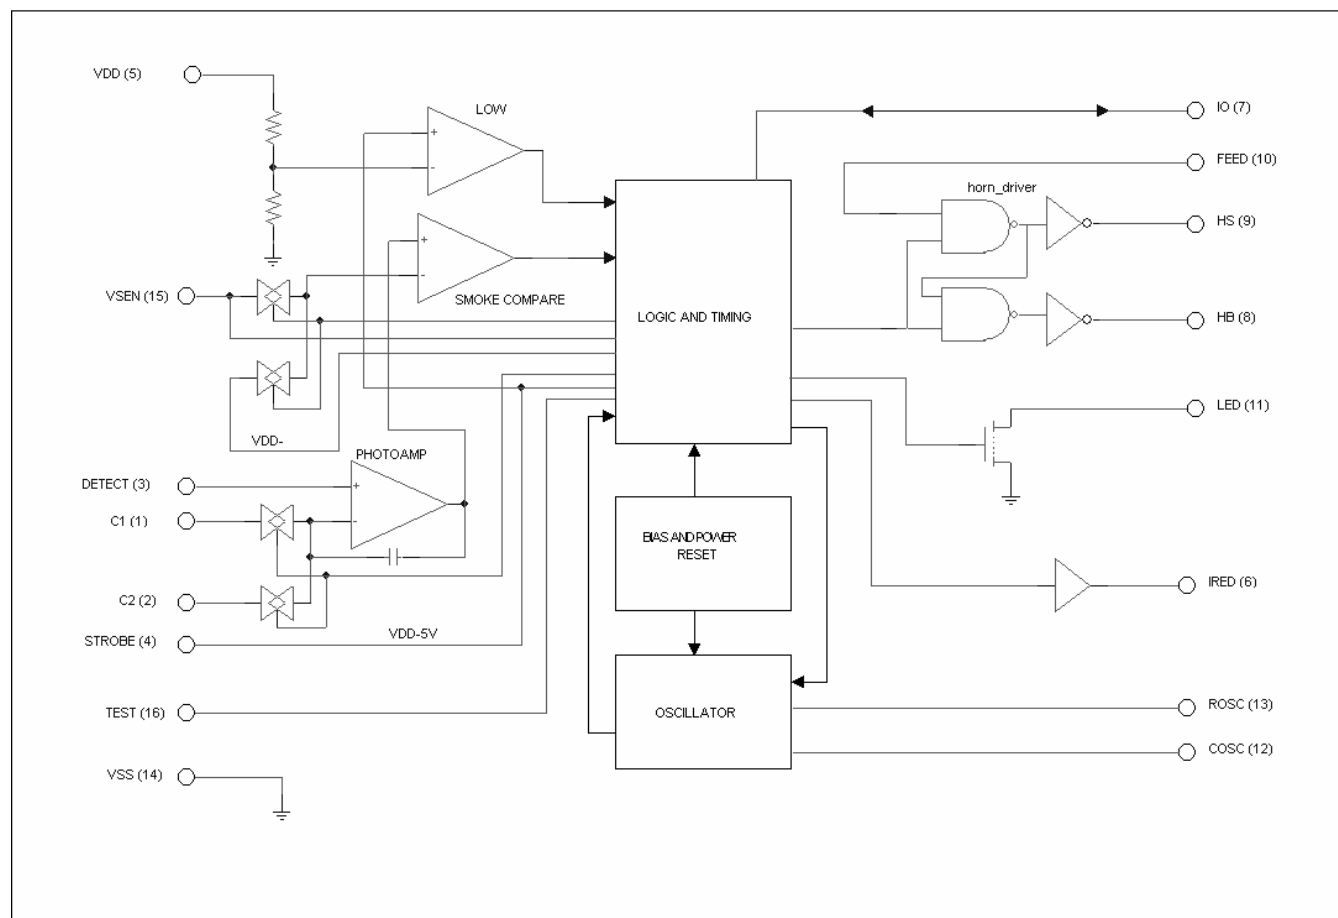 VDD (5)
LOW
+
-
IO (7)
FEED (10)
horn_driver
HS (9)
+
-
VSEN (15)
SMOKE COMPARE
LOGIC AND TIMING
HB (8)
LED (11)
VDD-
PHOTOAMP
DETECT (3)
+
C1 (1)
-
BIAS AND POWER
RESET
IRED (6)
C2 (2)
STROBE (4)
VDD-5V
TEST (16)
OSCILLATOR
ROSC (13)
COSC (12)
VSS (14)